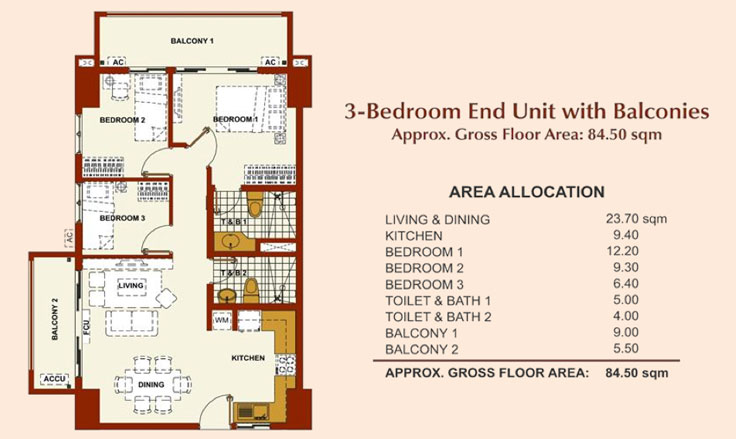 BALCONY 1
AC
AC
BEDROOM 2
BEDROOM 1
BEDROOM 3
T & B 1
AC
T & B 2
LIVING
BALCONY 2
FCU
WM
KITCHEN
DINING
ACCU
3-Bedroom End Unit with Balconies
Approx. Gross Floor Area: 84.50 sqm
AREA ALLOCATION
LIVING & DINING 23.70 sqm
KITCHEN 9.40
BEDROOM 1 12.20
BEDROOM 2 9.30
BEDROOM 3 6.40
TOILET & BATH 1 5.00
TOILET & BATH 2 4.00
BALCONY 1 9.00
BALCONY 2 5.50
APPROX. GROSS FLOOR AREA: 84.50 sqm